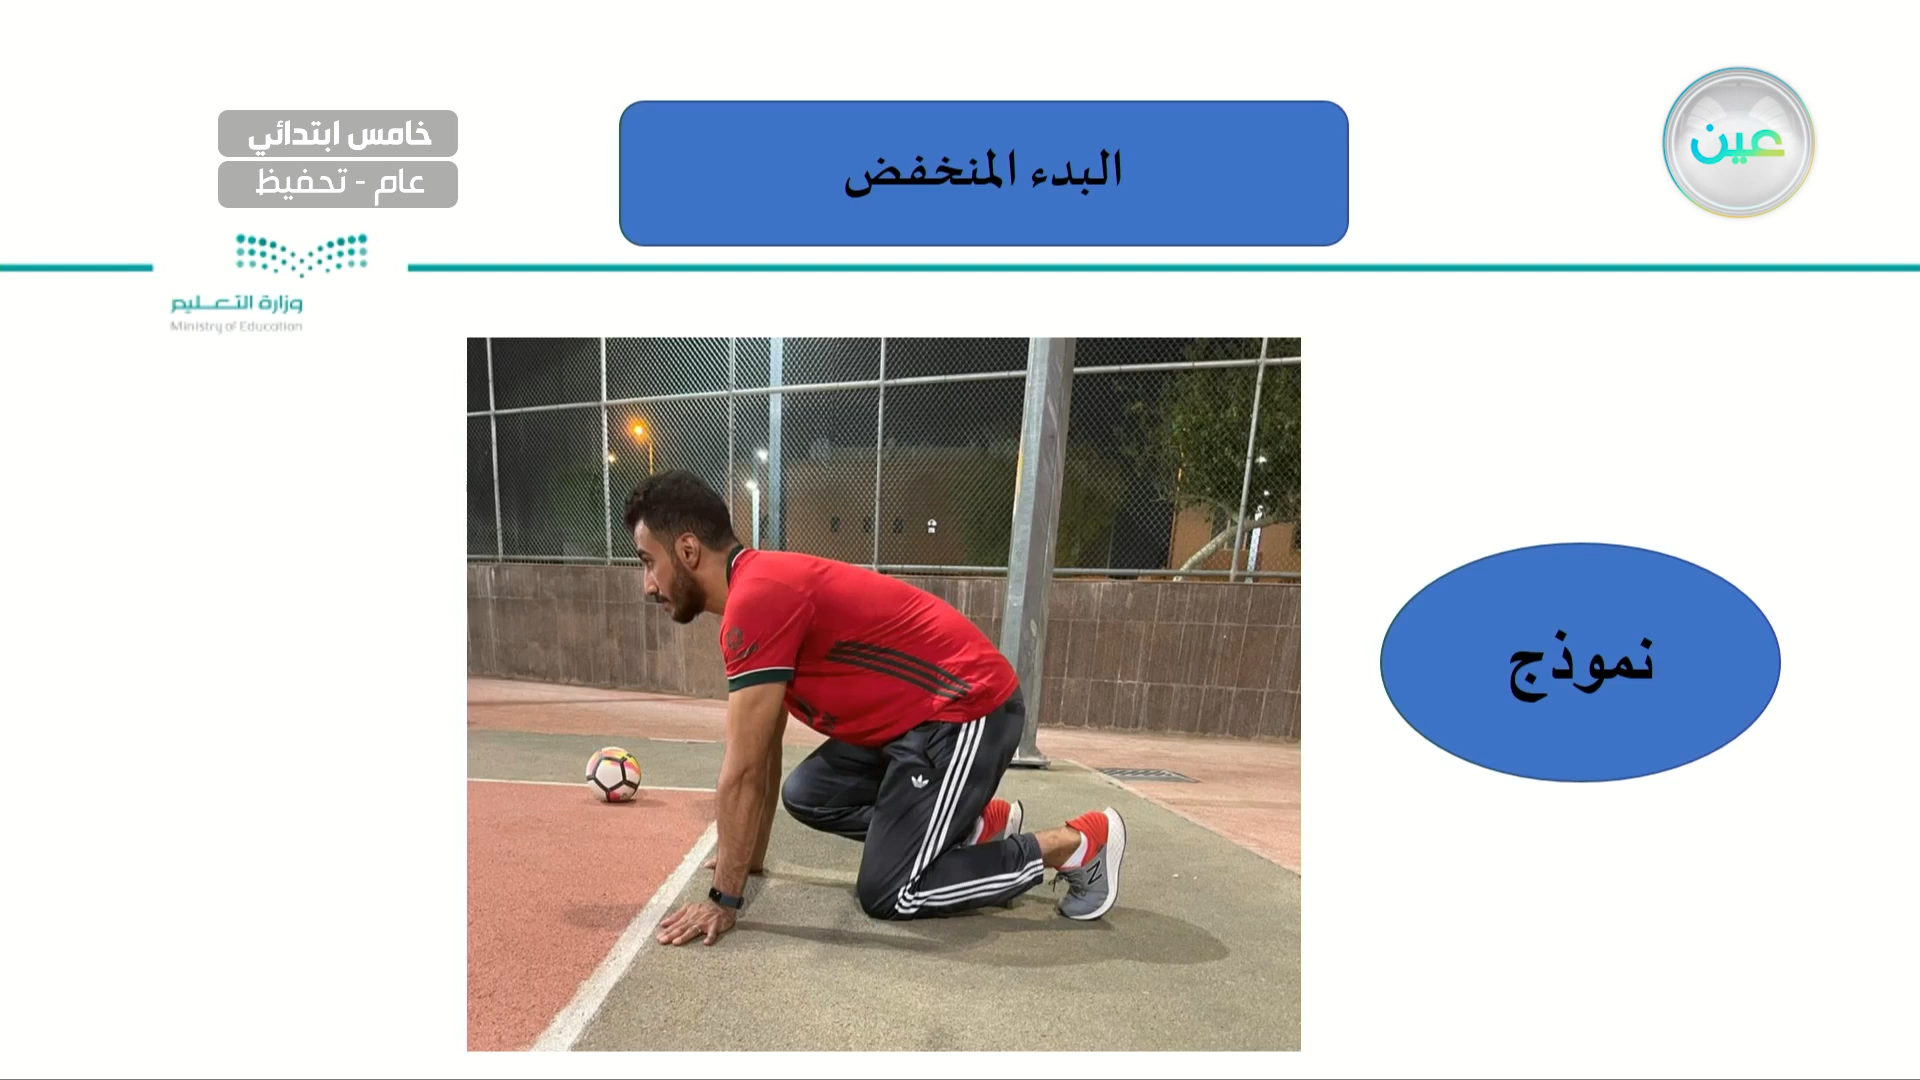 البدء المنخفض
عين
خامس ابتدائي
عام - تحفيظ
وزارة التعليم
Ministry of Education
نموذج
N